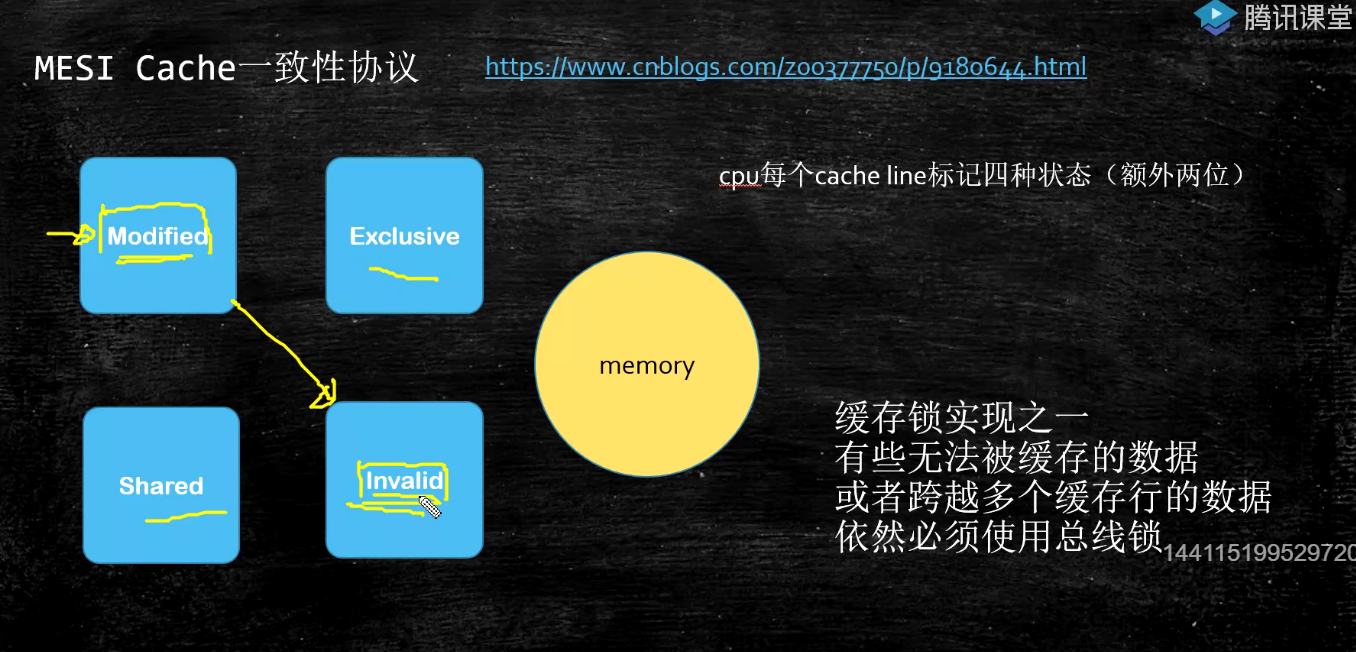 腾讯课堂
MESI Cache一致性协议
https://www.cnblogs.com/z00377750/p/9180644.html
cpu每个cache line标记四种状态（额外两位）
Modified
Exclusive
memory
Shared
Invalid
缓存锁实现之一
有些无法被缓存的数据
或者跨越多个缓存行的数据
依然必须使用总线锁
144115199529720